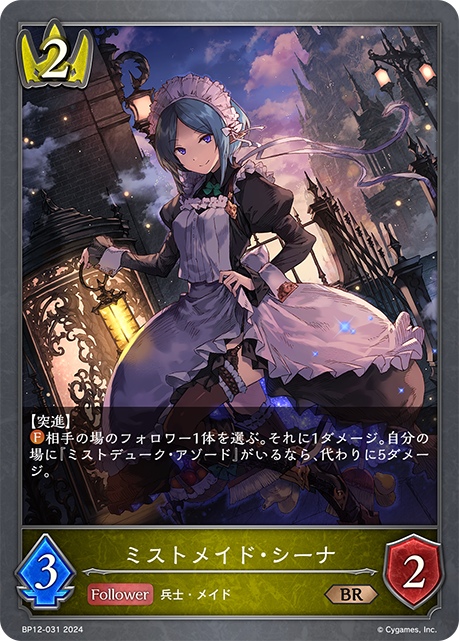 2
【突進】
F相手の場のフォロワー1体を選ぶ。それに1ダメージ。自分の
場に『ミストデューク・アゾード』がいるなら、代わりに5ダメー
ジ。
ミストメイド・シーナ
3
Follower 兵士・メイド BR
2
BP12-031 2024 © Cygames, Inc.